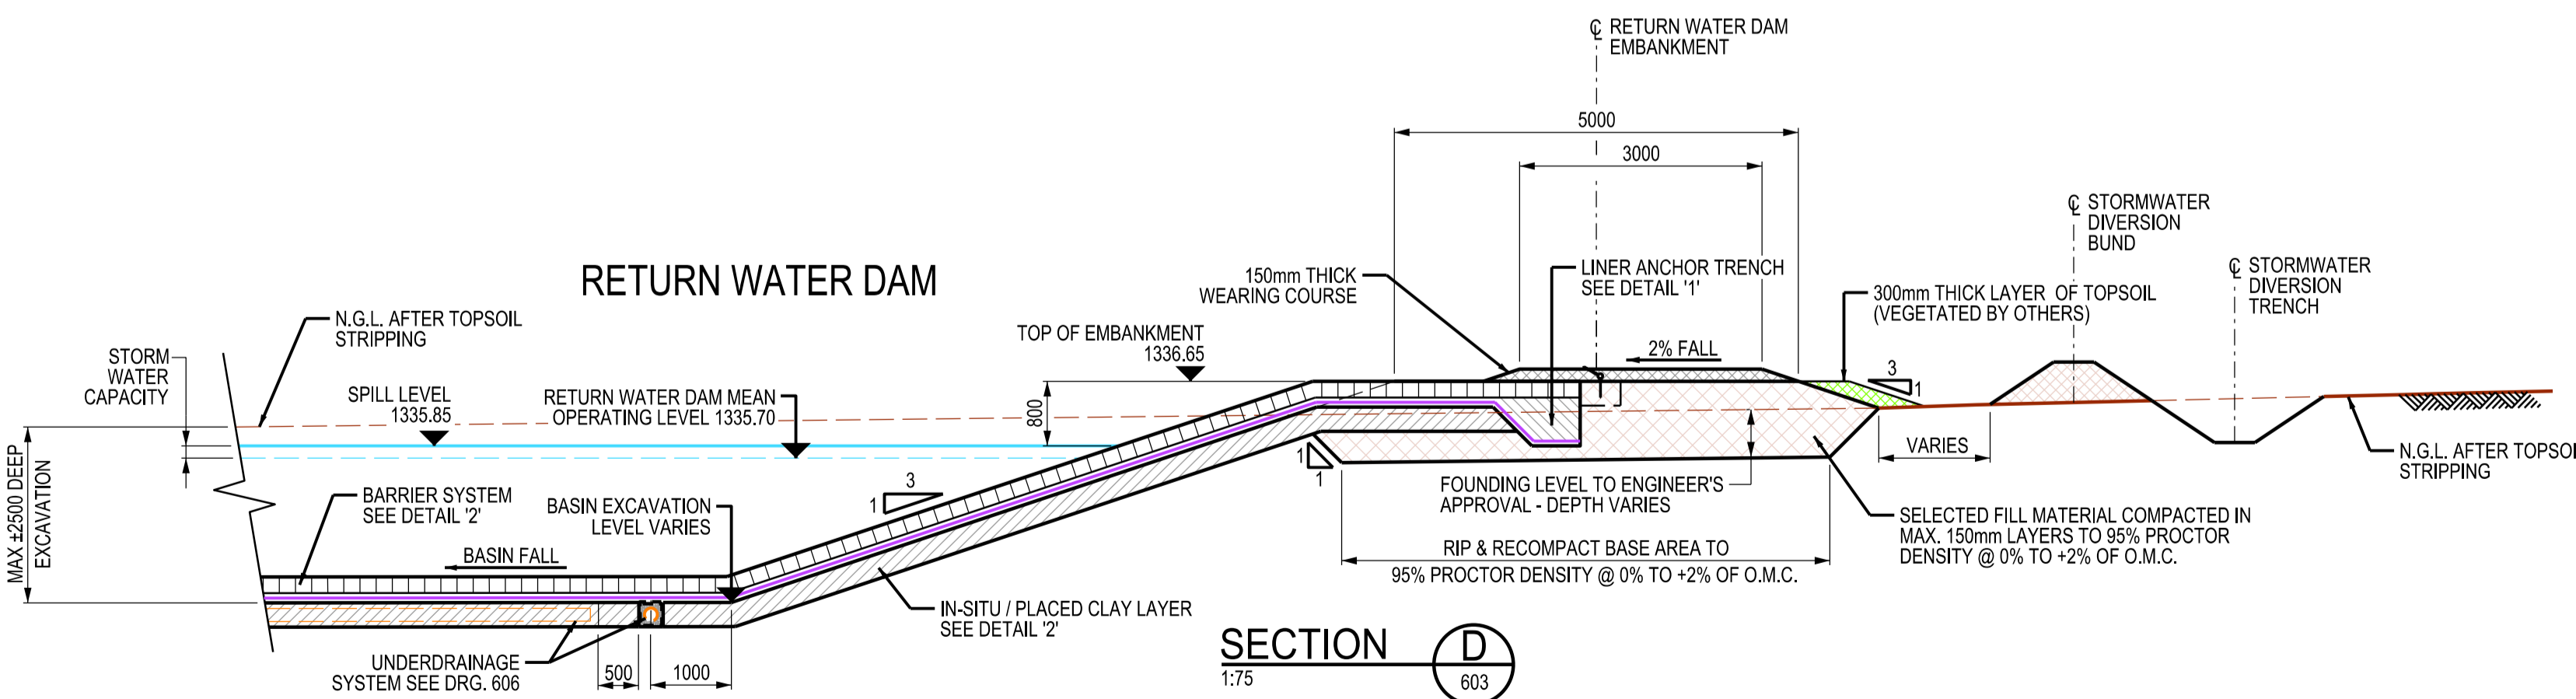 ℄ RETURN WATER DAM
EMBANKMENT
5000
3000
℄ STORMWATER
DIVERSION
BUND
℄ STORMWATER
DIVERSION
TRENCH
RETURN WATER DAM
150mm THICK
WEARING COURSE
LINER ANCHOR TRENCH
SEE DETAIL '1'
300mm THICK LAYER OF TOPSOIL
(VEGETATED BY OTHERS)
N.G.L. AFTER TOPSOIL
STRIPPING
TOP OF EMBANKMENT
1336.65
2% FALL
3
1
STORM
WATER
CAPACITY
SPILL LEVEL
1335.85
RETURN WATER DAM MEAN
OPERATING LEVEL 1335.70
800
VARIES
N.G.L. AFTER TOPSOI
STRIPPING
1
1
3
1
MAX ±2500 DEEP
EXCAVATION
BARRIER SYSTEM
SEE DETAIL '2'
BASIN EXCAVATION
LEVEL VARIES
FOUNDING LEVEL TO ENGINEER'S
APPROVAL - DEPTH VARIES
SELECTED FILL MATERIAL COMPACTED IN
MAX. 150mm LAYERS TO 95% PROCTOR
DENSITY @ 0% TO +2% OF O.M.C.
BASIN FALL
RIP & RECOMPACT BASE AREA TO
95% PROCTOR DENSITY @ 0% TO +2% OF O.M.C.
IN-SITU / PLACED CLAY LAYER
SEE DETAIL '2'
UNDERDRAINAGE
SYSTEM SEE DRG. 606
500
1000
SECTION
1:75
D
603